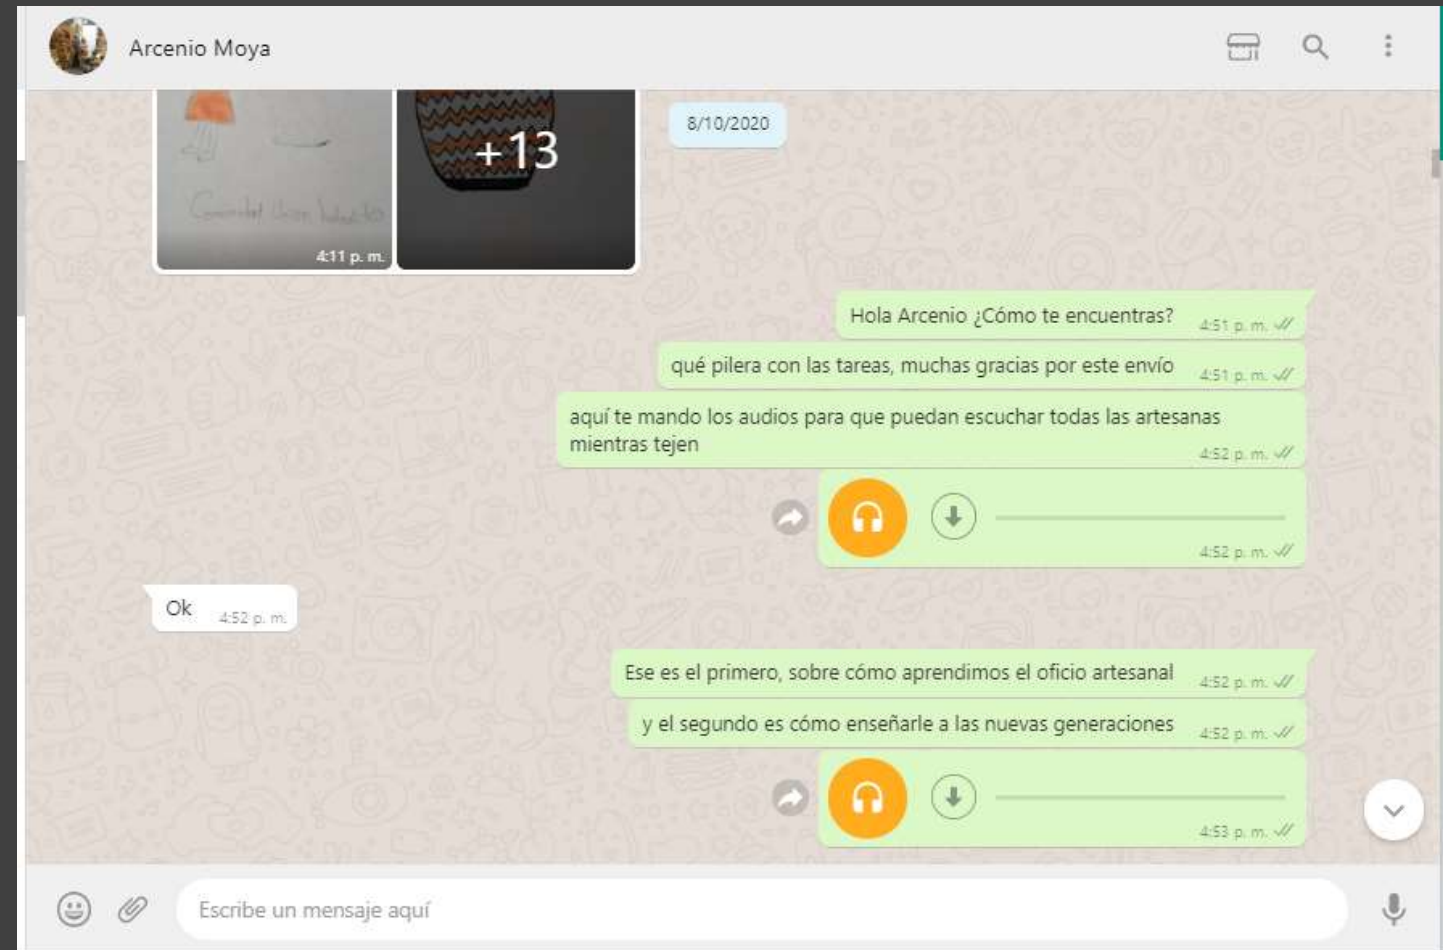 Arcenio Moya
8/10/2020
+13
4:11 p. m.
Hola Arcenio ¿Cómo te encuentras?
4:51 p. m.
qué pilera con las tareas, muchas gracias por este envío
4:51 p. m.
aquí te mando los audios para que puedan escuchar todas las artesanas
mientras tejen
4:52 p. m.
4:52 p. m.
Ok
4:52 p. m.
Ese es el primero, sobre cómo aprendimos el oficio artesanal
4:52 p. m.
y el segundo es cómo enseñarle a las nuevas generaciones
4:52 p. m.
4:53 p. m.
Escribe un mensaje aquí